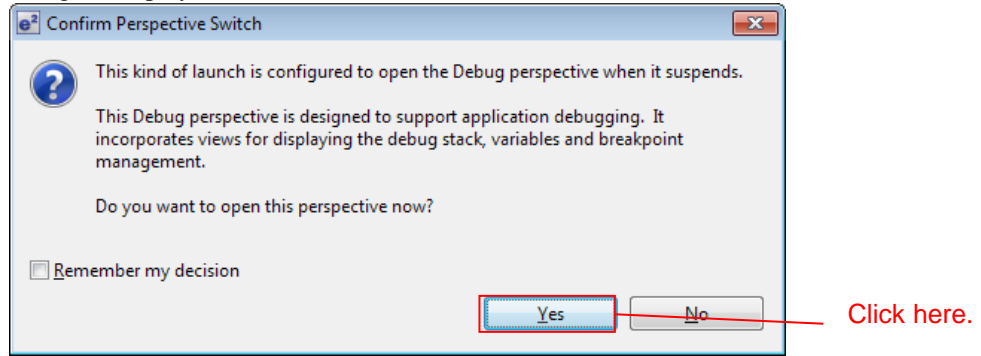 e² Confirm Perspective Switch
This kind of launch is configured to open the Debug perspective when it suspends.
This Debug perspective is designed to support application debugging. It
incorporates views for displaying the debug stack, variables and breakpoint
management.
Do you want to open this perspective now?
Remember my decision
Yes No
Click here.